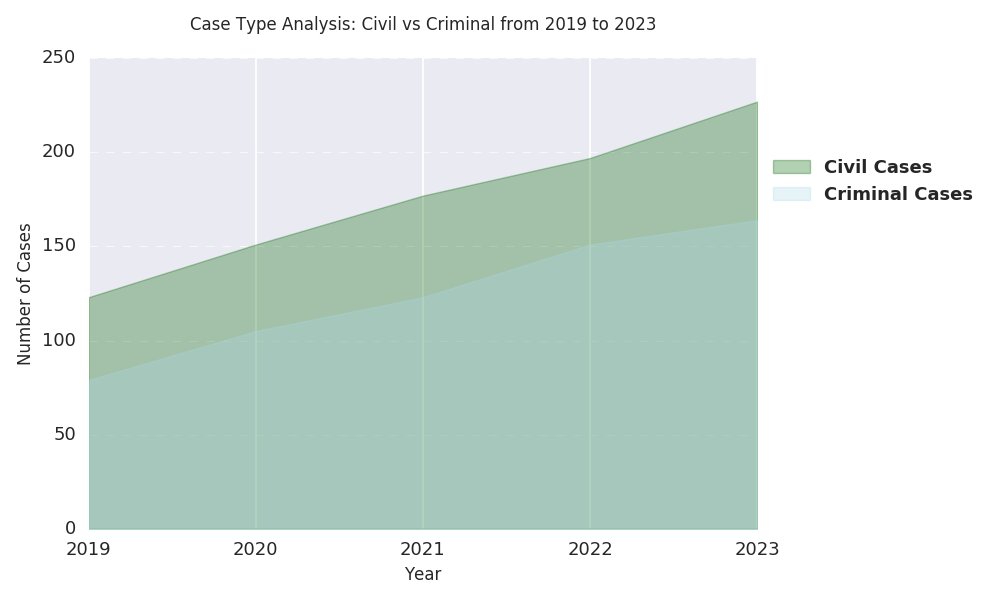 Case Type Analysis: Civil vs Criminal from 2019 to 2023
250
200
150
100
50
0
Number of Cases
2019 2020 2021 2022 2023
Year
Civil Cases
Criminal Cases